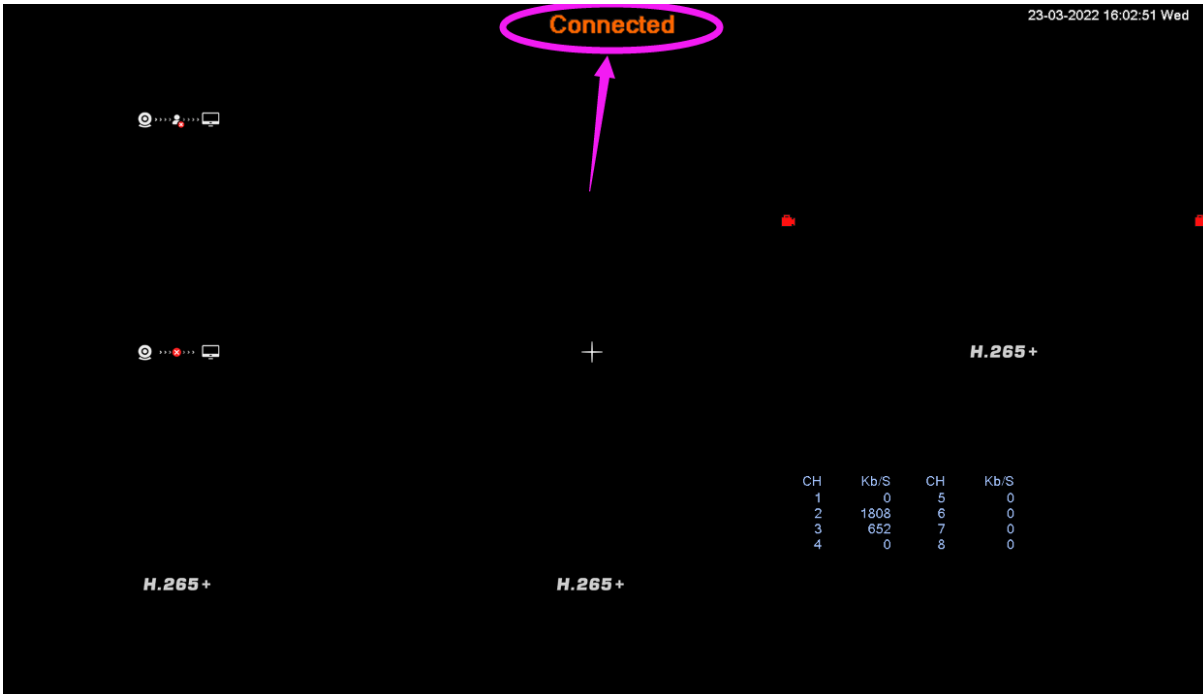 Connected
23-03-2022 16:02:51 Wed
H.265+
CH Kb/S CH Kb/S
1 0 5 0
2 1808 6 0
3 652 7 0
4 0 8 0
H.265+ H.265+